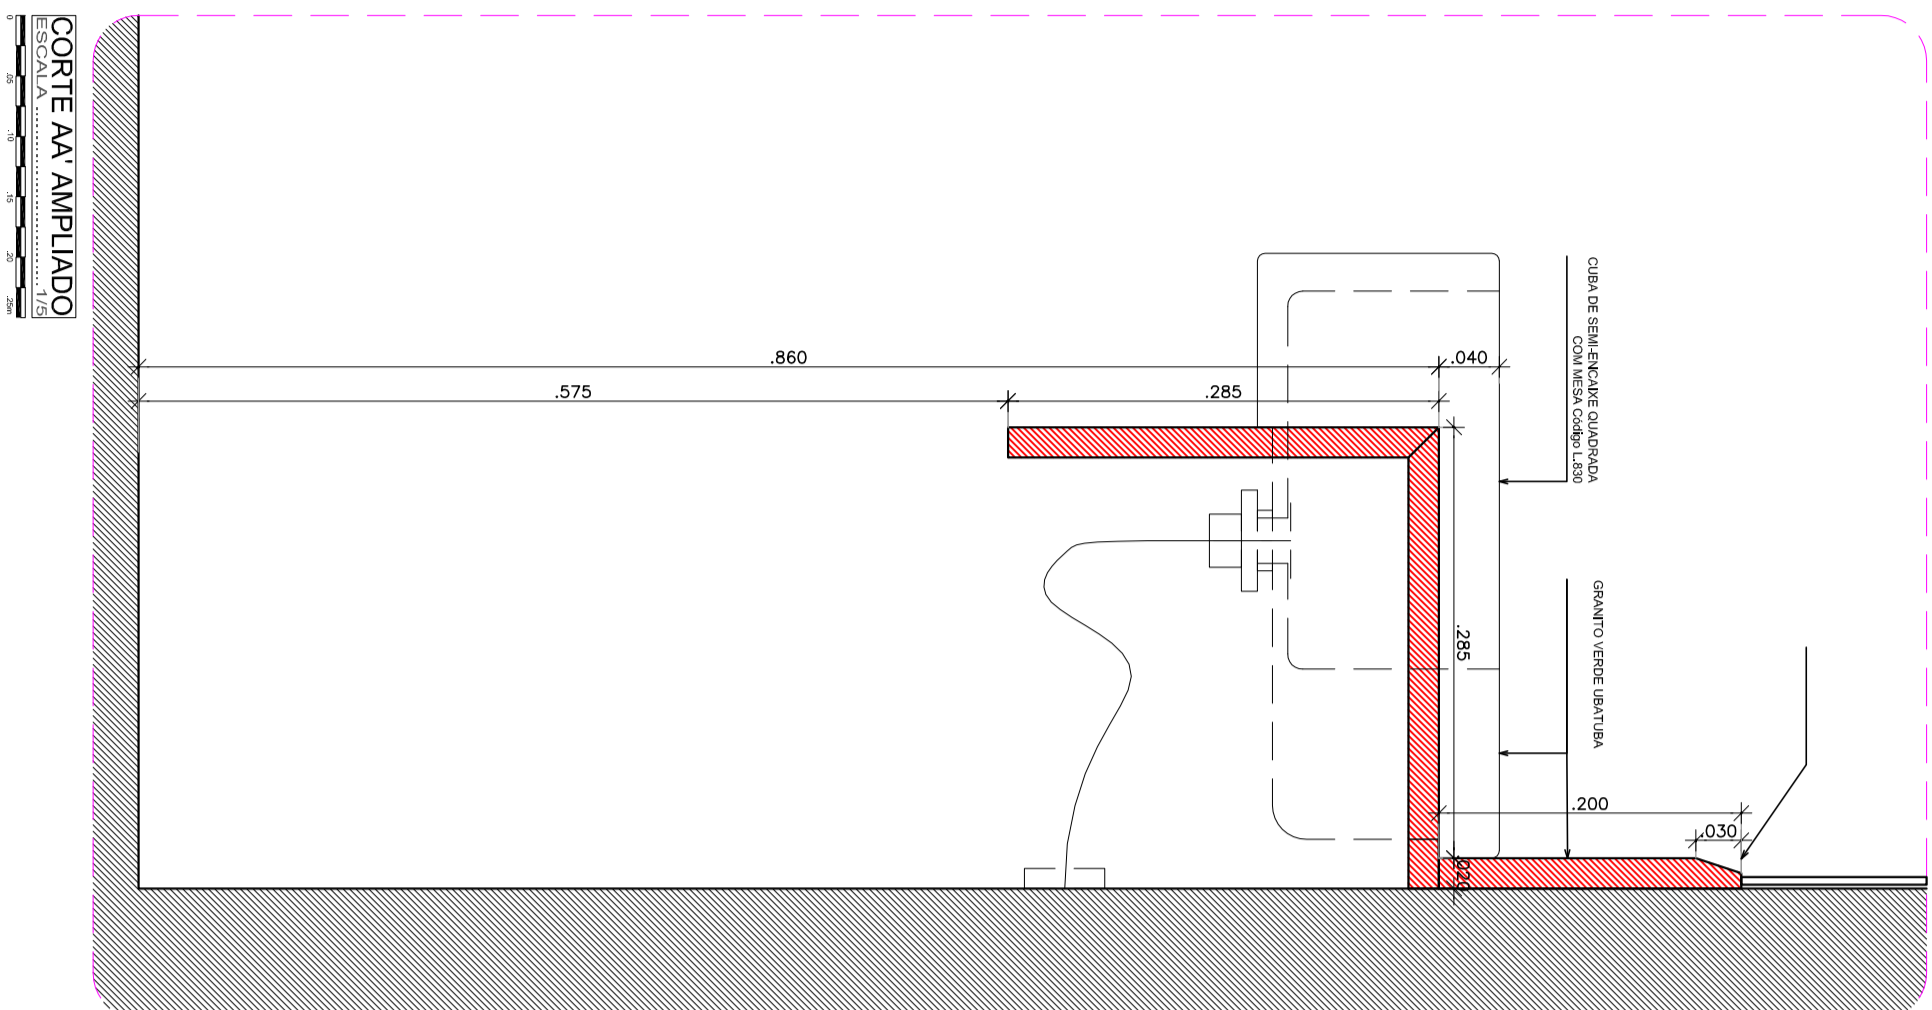 CUBA DE SEMI-ENCAIXE QUADRADA
COM MESA Código L.830
GRANITO VERDE UBATUBA
.860
.040
.575
.285
.285
.200
.030
.020
CORTE AA' AMPLIADO
ESCALA ..................1/5
0 .05 .10 .15 .20 .25m